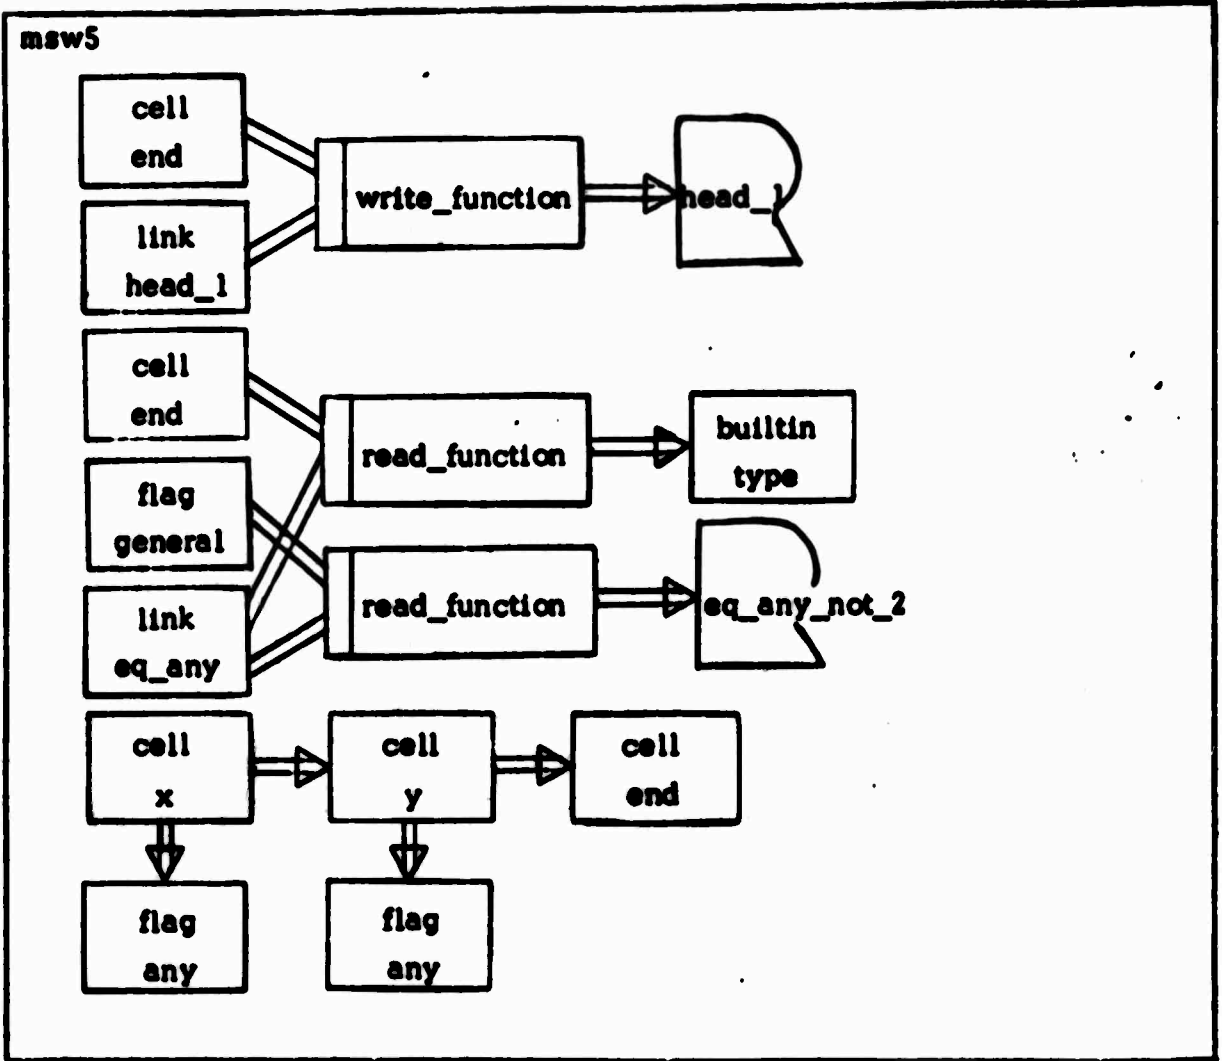 msw5
cell
end
write_function
head_1
link
head_1
cell
end
read_function
builtin
type
flag
general
read_function
eq_any_not_2
link
eq_any
cell
x
cell
y
cell
end
flag
any
flag
any